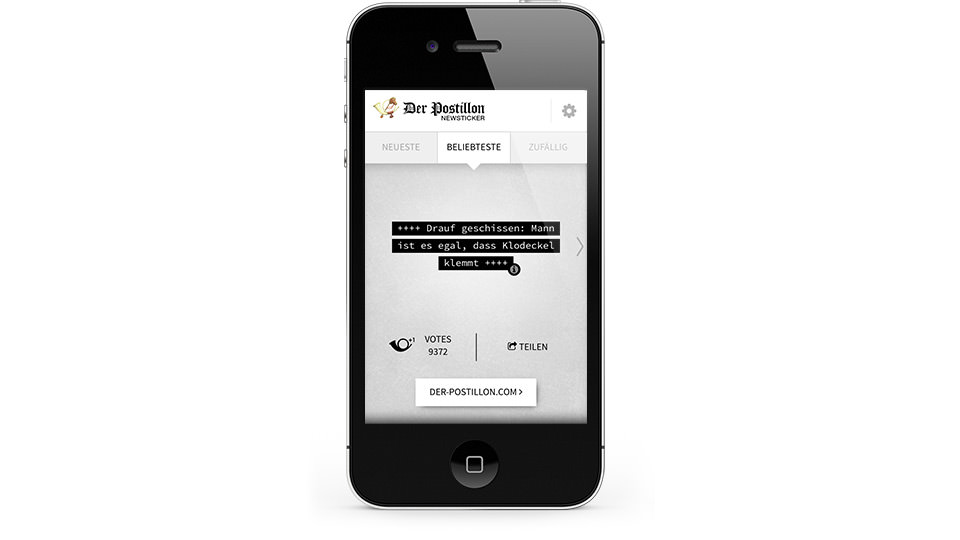 Der Postillon
NEWSTICKER
NEUESTE
BELIEBTESTE
ZUFÄLLIG
++++ Drauf geschissen: Mann
ist es egal, dass Klodeckel
klemmt ++++
+1
VOTES
9372
TEILEN
DER-POSTILLON.COM